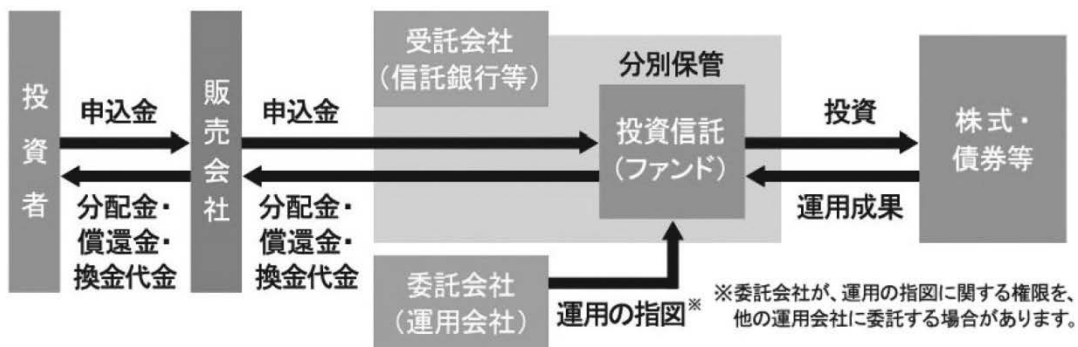 投資者
申込金
分配金・
償還金・
換金代金
販売会社
申込金
分配金・
償還金・
換金代金
受託会社
（信託銀行等）
分別保管
投資信託
（ファンド）
委託会社
（運用会社）
運用の指図※
投資
運用成果
株式・
債券等
※委託会社が、運用の指図に関する権限を、
他の運用会社に委託する場合があります。